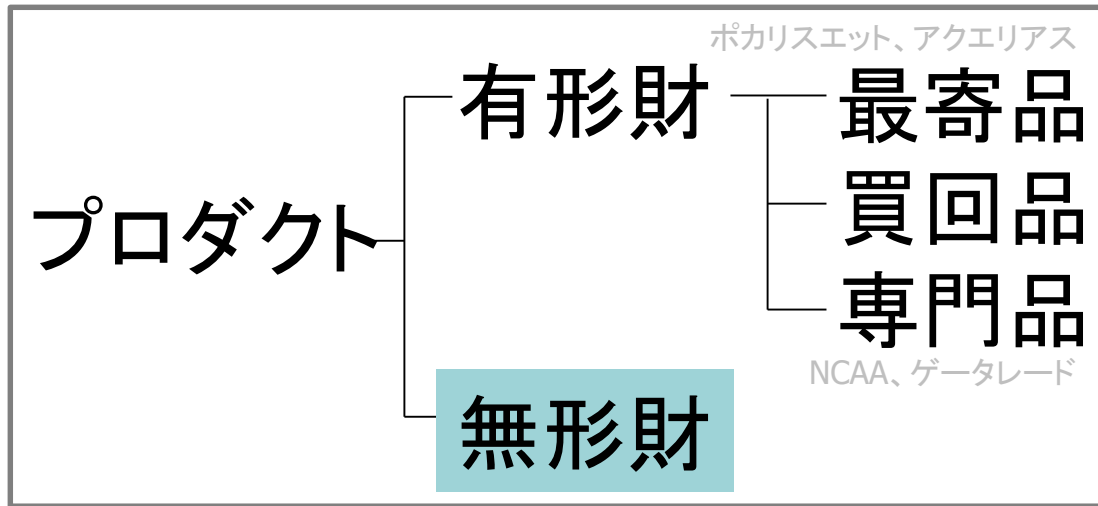 ポカリスエット、アクエリアス
有形財
最寄品
プロダクト
買回品
専門品
NCAA、ゲータレード
無形財